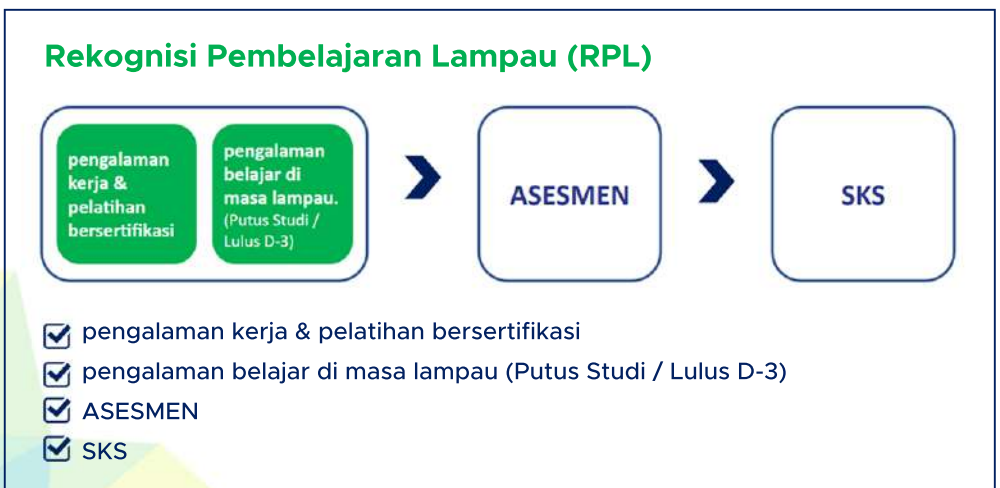 Rekognisi Pembelajaran Lampau (RPL)
pengalaman
kerja &
pelatihan
bersertifikasi
pengalaman
belajar di
masa lampau.
(Putus Studi /
Lulus D-3)
ASESMEN
SKS
pengalaman kerja & pelatihan bersertifikasi
pengalaman belajar di masa lampau (Putus Studi / Lulus D-3)
ASESMEN
SKS